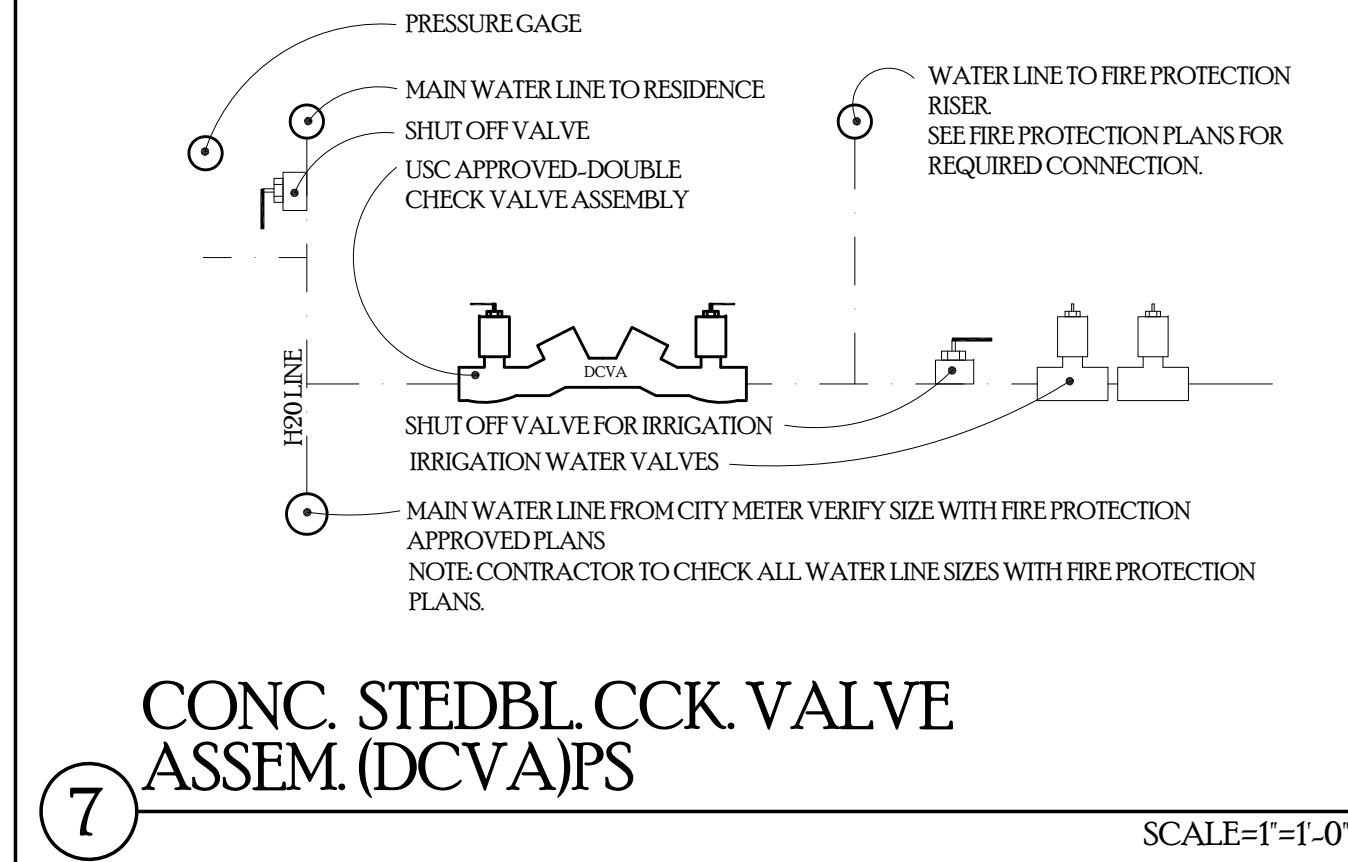 PRESSURE GAGE
MAIN WATER LINE TO RESIDENCE
SHUT OFF VALVE
USC APPROVED-DOUBLE
CHECK VALVE ASSEMBLY
WATER LINE TO FIRE PROTECTION
RISER.
SEE FIRE PROTECTION PLANS FOR
REQUIRED CONNECTION.
H20 LINE
DCVA
SHUT OFF VALVE FOR IRRIGATION
IRRIGATION WATER VALVES
MAIN WATER LINE FROM CITY METER VERIFY SIZE WITH FIRE PROTECTION
APPROVED PLANS
NOTE: CONTRACTOR TO CHECK ALL WATER LINE SIZES WITH FIRE PROTECTION
PLANS.
CONC. STEDBL. CCK. VALVE
ASSEM. (DCVA)PS
7
SCALE=1"=1'-0"